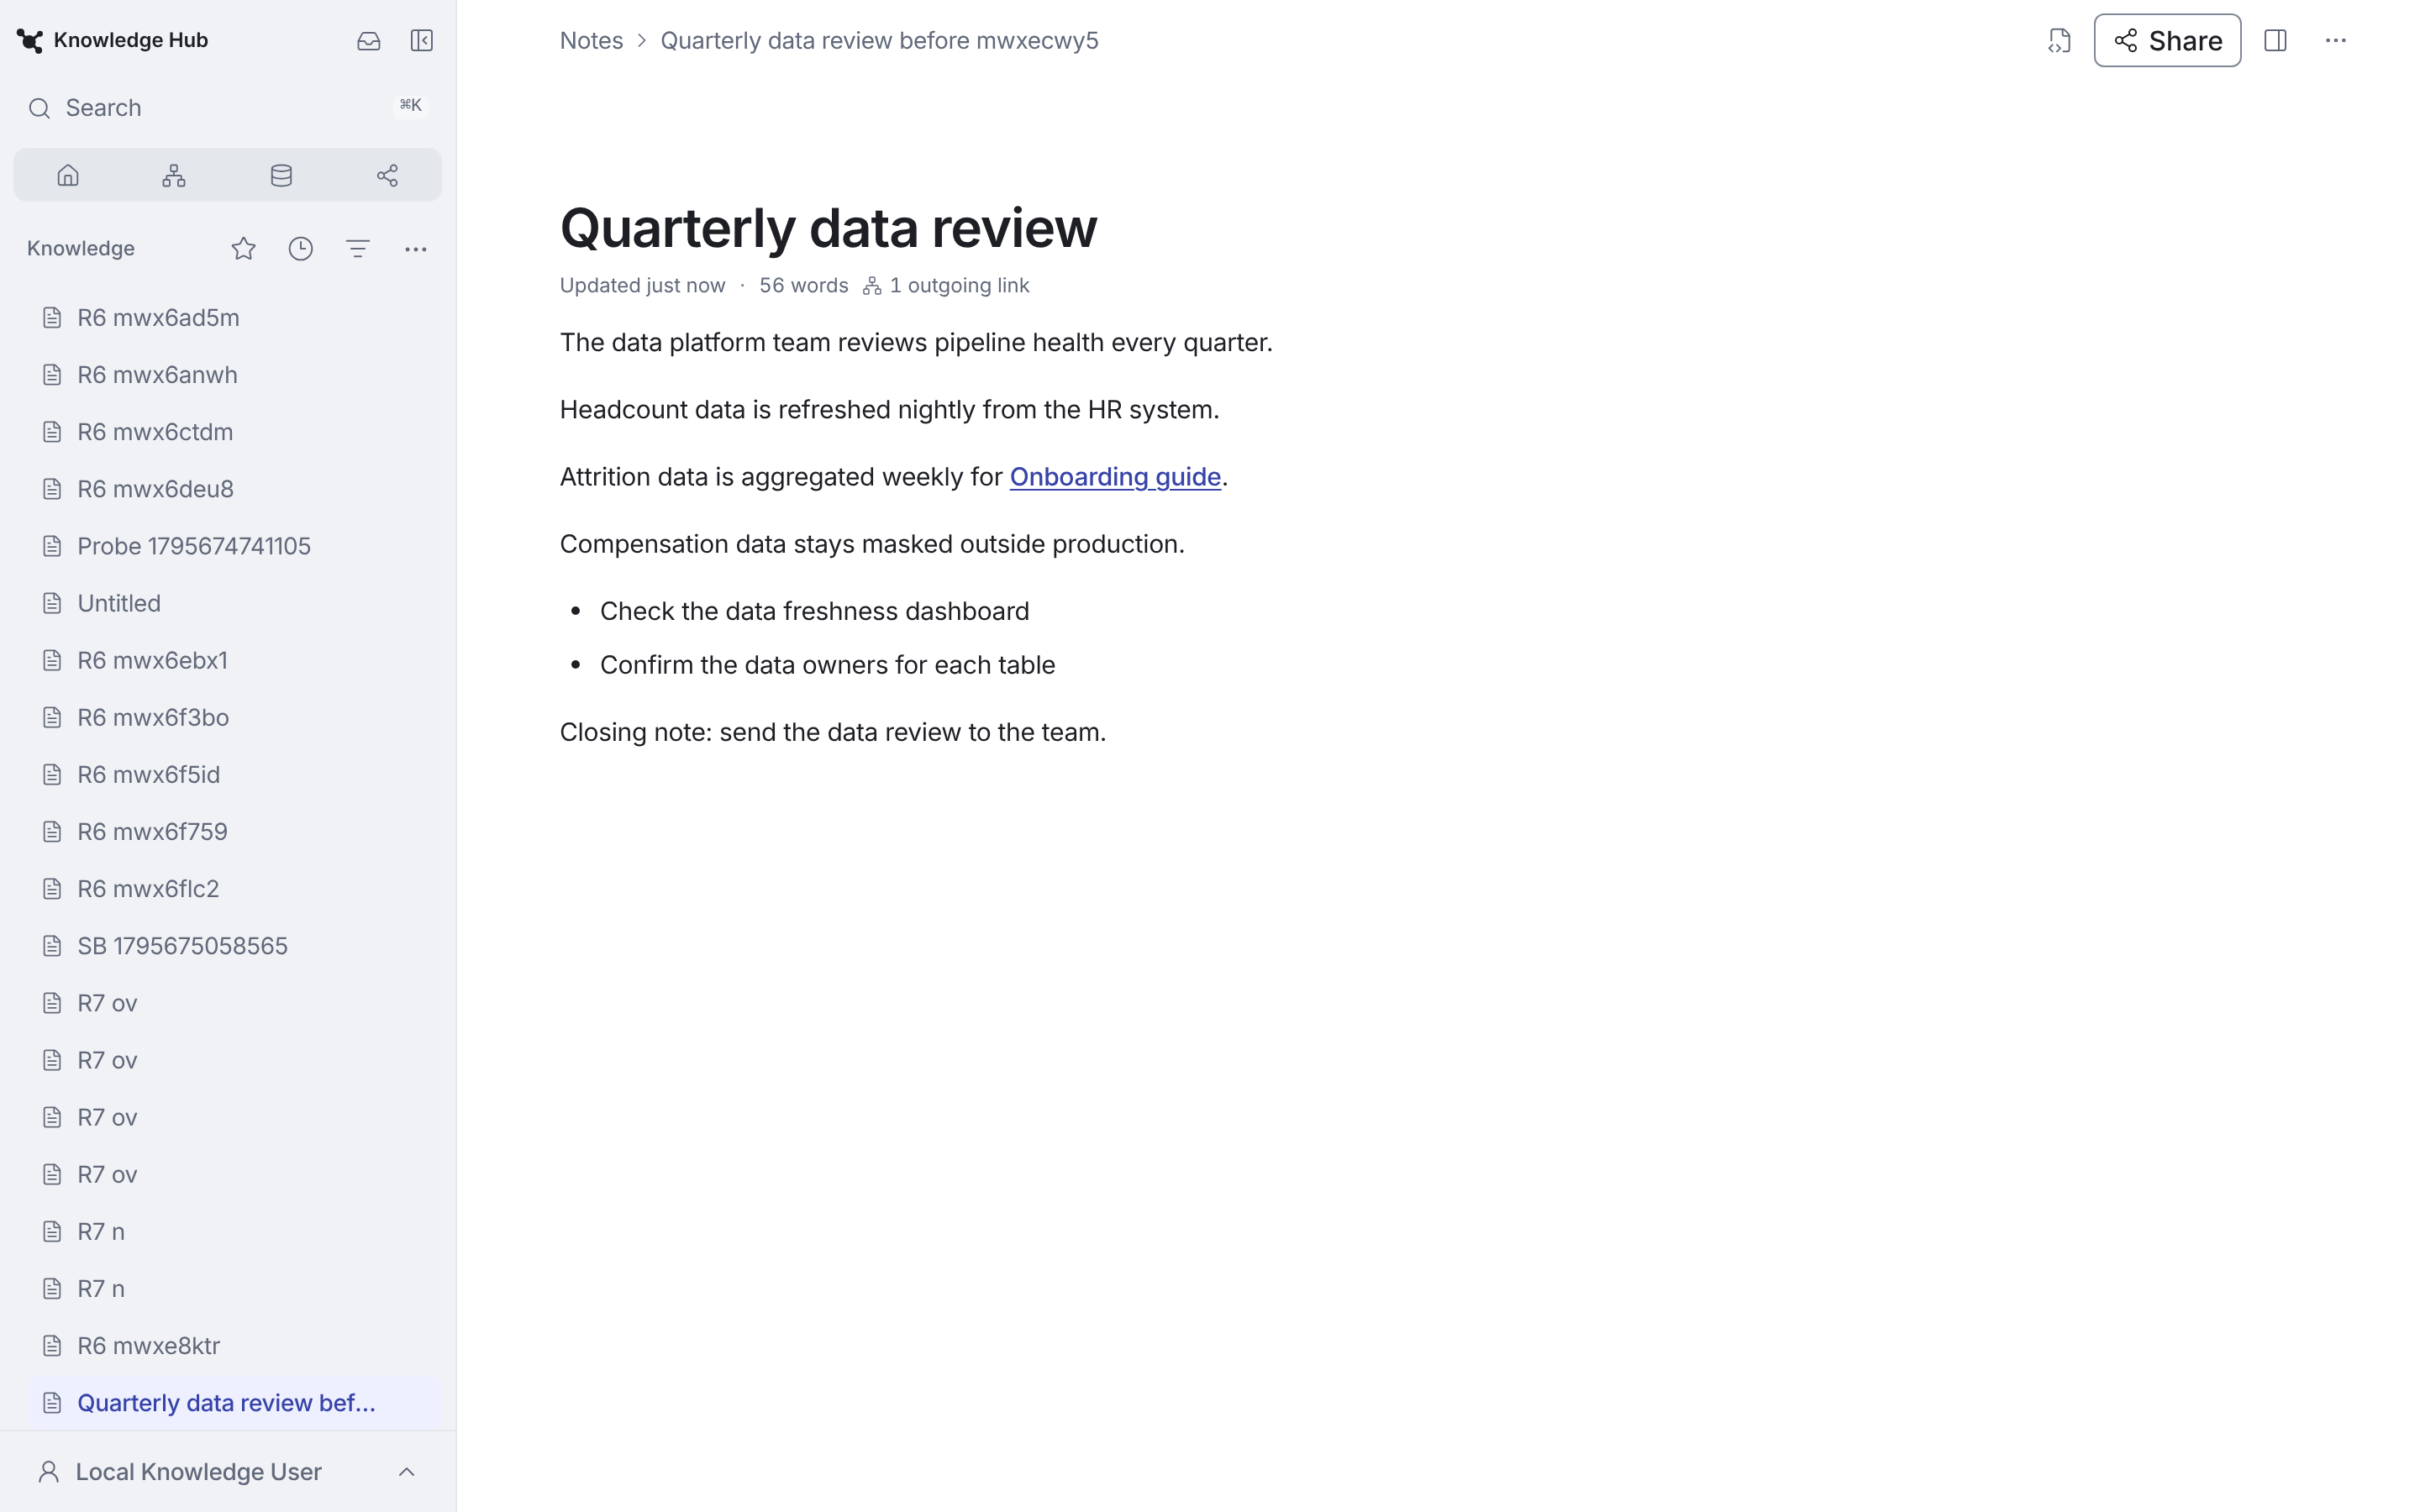 Knowledge Hub
Search
⌘K
Knowledge
R6 mwx6ad5m
R6 mwx6anwh
R6 mwx6ctdm
R6 mwx6deu8
Probe 1795674741105
Untitled
R6 mwx6ebx1
R6 mwx6f3bo
R6 mwx6f5id
R6 mwx6f759
R6 mwx6flc2
SB 1795675058565
R7 ov
R7 ov
R7 ov
R7 ov
R7 n
R7 n
R6 mwxe8ktr
Quarterly data review bef...
Local Knowledge User
Notes > Quarterly data review before mwxecwy5
Share
Quarterly data review
Updated just now · 56 words 1 outgoing link
The data platform team reviews pipeline health every quarter.
Headcount data is refreshed nightly from the HR system.
Attrition data is aggregated weekly for Onboarding guide.
Compensation data stays masked outside production.
• Check the data freshness dashboard
• Confirm the data owners for each table
Closing note: send the data review to the team.